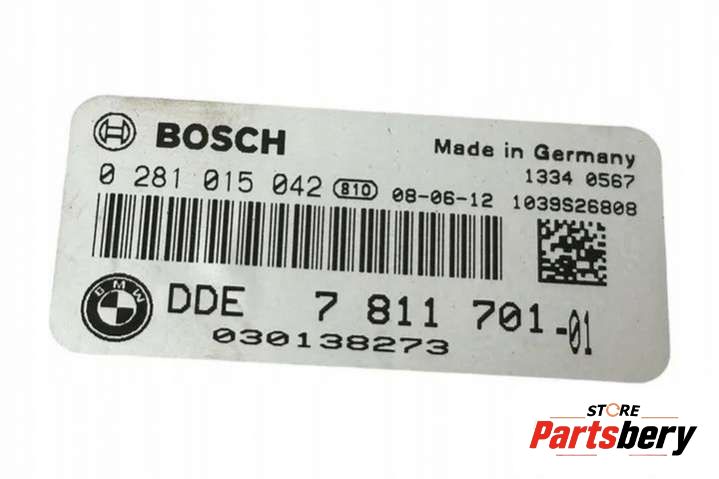 BOSCH
Made in Germany
1334 0567
0 281 015 042 810 08-06-12 1039S26808
BMW
DDE 7 811 701-01
030138273
STORE
Partsbery